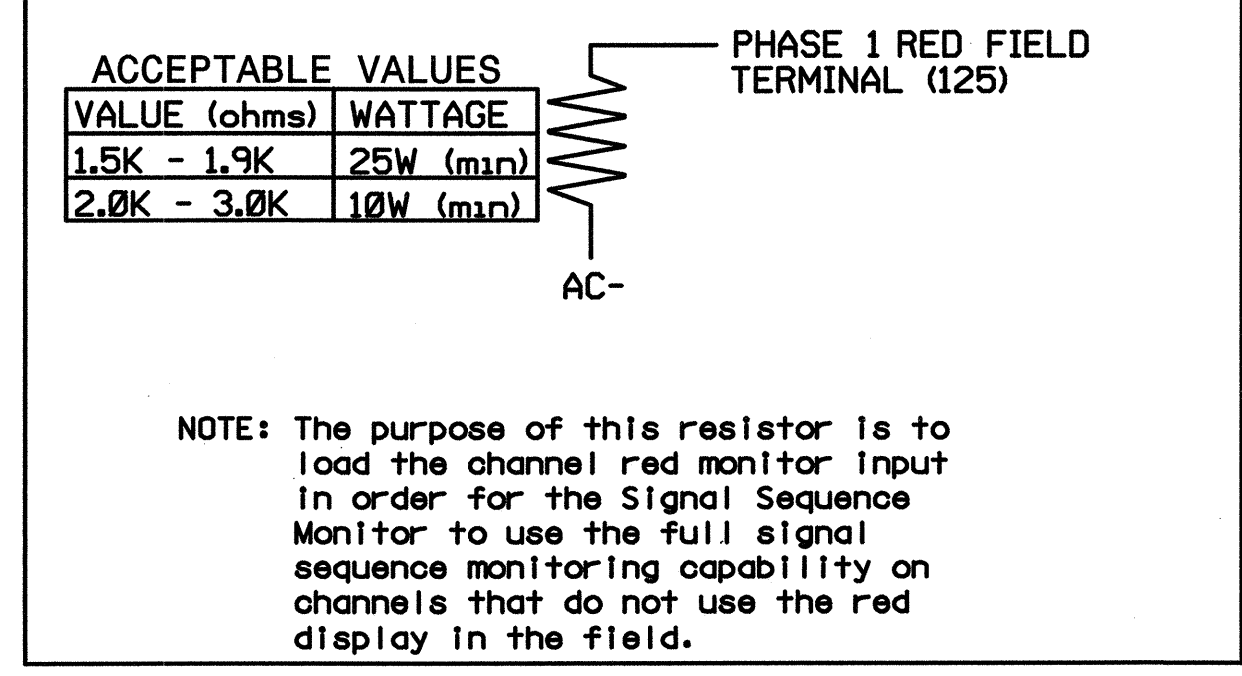 ACCEPTABLE VALUES
VALUE (ohms) WATTAGE
1.5K - 1.9K 25W (min)
2.0K - 3.0K 10W (min)
PHASE 1 RED FIELD
TERMINAL (125)
AC-
NOTE: The purpose of this resistor is to
load the channel red monitor input
in order for the Signal Sequence
Monitor to use the full signal
sequence monitoring capability on
channels that do not use the red
display in the field.